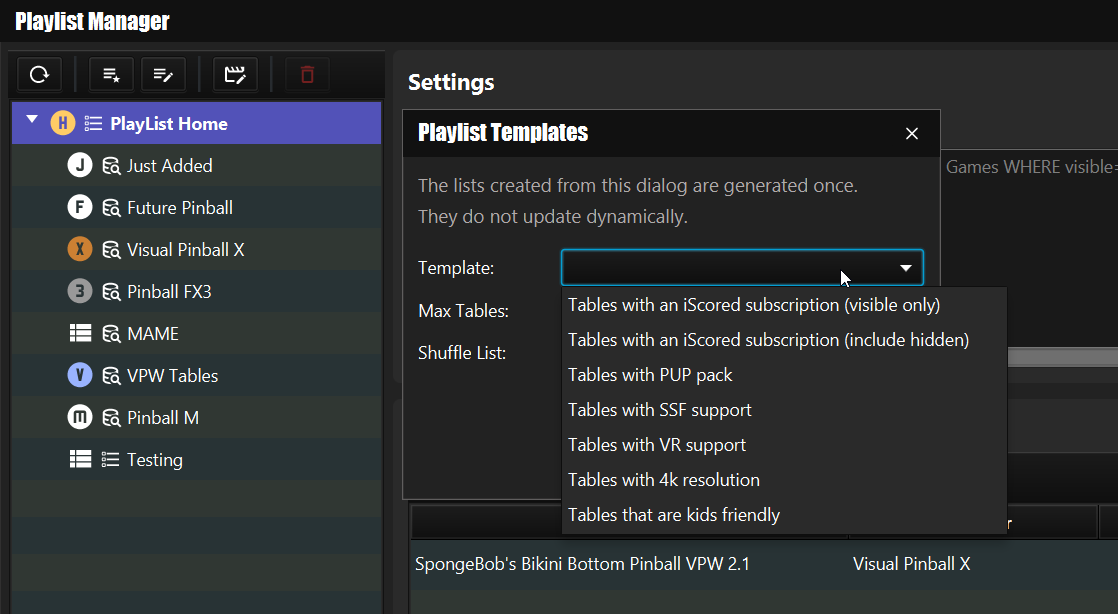 Playlist Manager
Settings
H PlayList Home
J Just Added
F Future Pinball
X Visual Pinball X
3 Pinball FX3
MAME
V VPW Tables
m Pinball M
Testing
Playlist Templates
Games WHERE visible=
The lists created from this dialog are generated once.
They do not update dynamically.
Template:
Max Tables:
Shuffle List:
Tables with an iScored subscription (visible only)
Tables with an iScored subscription (include hidden)
Tables with PUP pack
Tables with SSF support
Tables with VR support
Tables with 4k resolution
Tables that are kids friendly
SpongeBob's Bikini Bottom Pinball VPW 2.1 Visual Pinball X